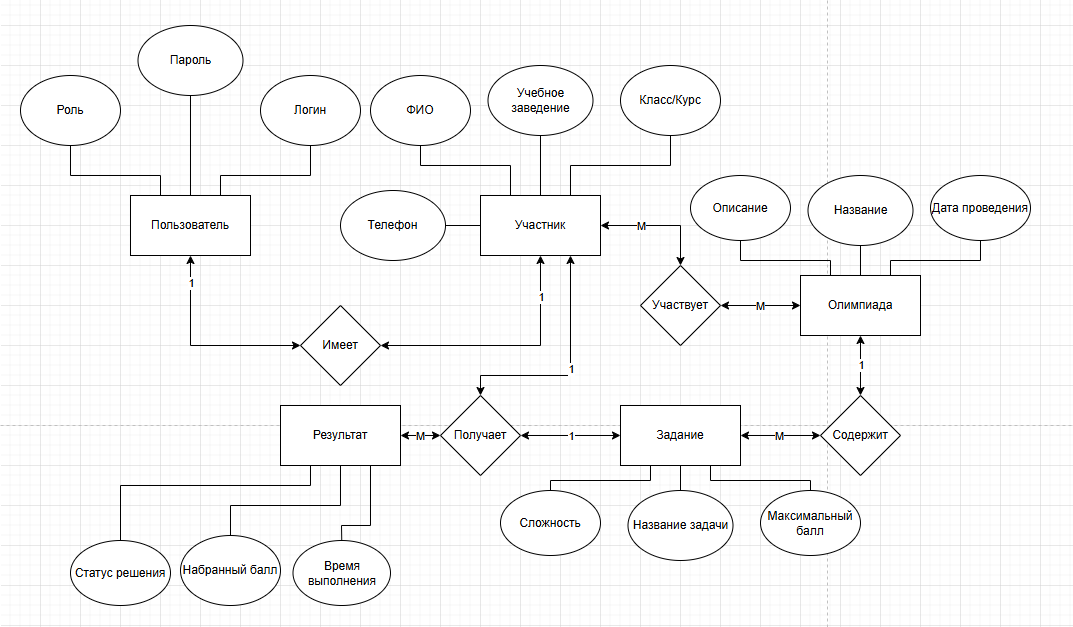 Пароль
Роль
Логин
ФИО
Учебное
заведение
Класс/Курс
Пользователь
Телефон
Участник
М
Описание
Название
Дата проведения
1
1
Участвует
М
Олимпиада
Имеет
1
1
Результат
М
Получает
1
Задание
М
Содержит
Сложность
Название задачи
Максимальный
балл
Статус решения
Набранный балл
Время
выполнения